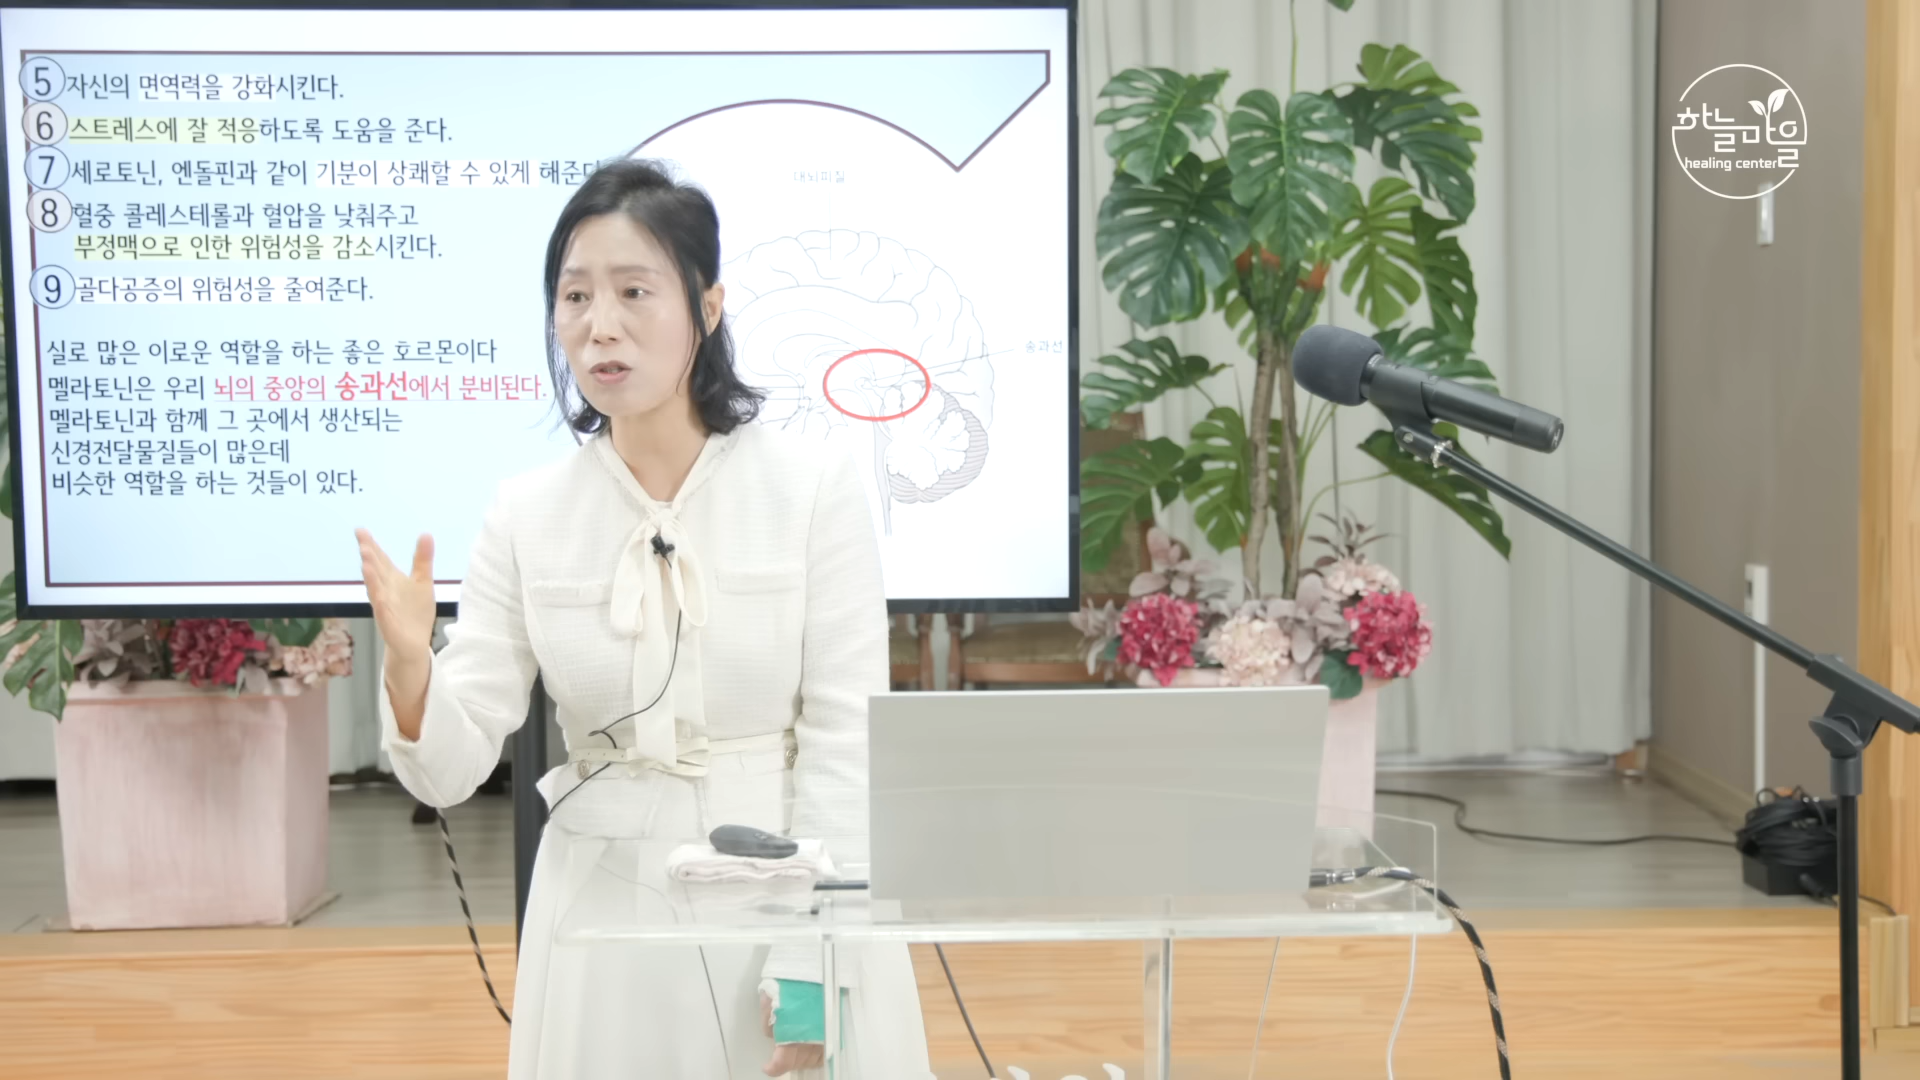 5 자신의 면역력을 강화시킨다.
6 스트레스에 잘 적응하도록 도움을 준다.
7 세로토닌, 엔돌핀과 같이 기분이 상쾌할 수 있게 해준다
8 혈중 콜레스테롤과 혈압을 낮춰주고
부정맥으로 인한 위험성을 감소시킨다.
9 골다공증의 위험성을 줄여준다.
실로 많은 이로운 역할을 하는 좋은 호르몬이다
멜라토닌은 우리 뇌의 중앙의 송과선에서 분비된다.
멜라토닌과 함께 그 곳에서 생산되는
신경전달물질들이 많은데
비슷한 역할을 하는 것들이 있다.
대뇌피질
송과선
하늘마을
healing center